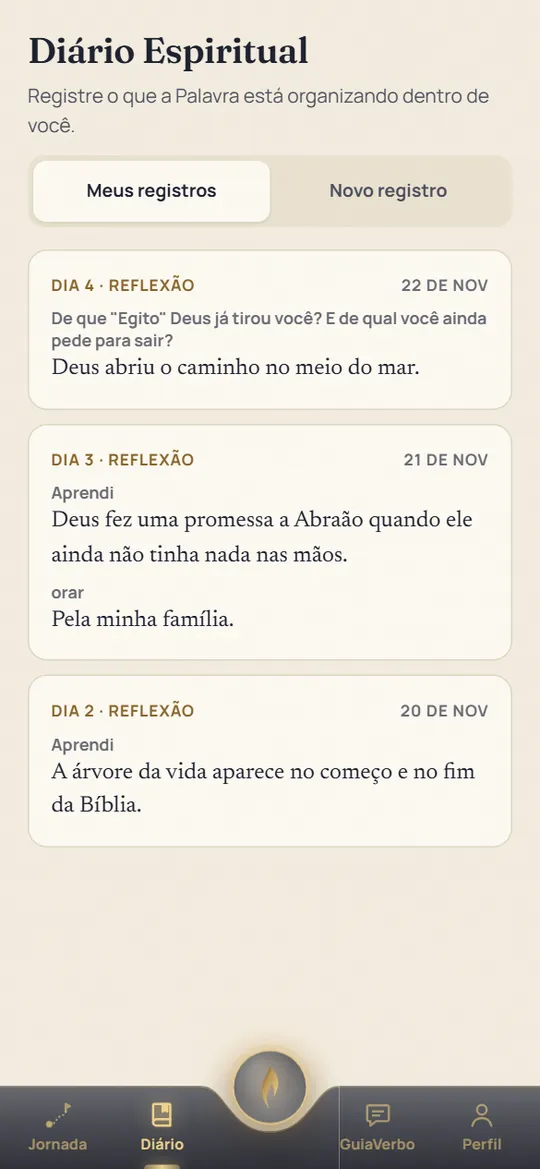 Diário Espiritual
Registre o que a Palavra está organizando dentro de
você.
Meus registros
Novo registro
DIA 4 · REFLEXÃO
22 DE NOV
De que "Egito" Deus já tirou você? E de qual você ainda
pede para sair?
Deus abriu o caminho no meio do mar.
DIA 3 · REFLEXÃO
21 DE NOV
Aprendi
Deus fez uma promessa a Abraão quando ele
ainda não tinha nada nas mãos.
orar
Pela minha família.
DIA 2 · REFLEXÃO
20 DE NOV
Aprendi
A árvore da vida aparece no começo e no fim
da Bíblia.
Jornada
Diário
GuiaVerbo
Perfil